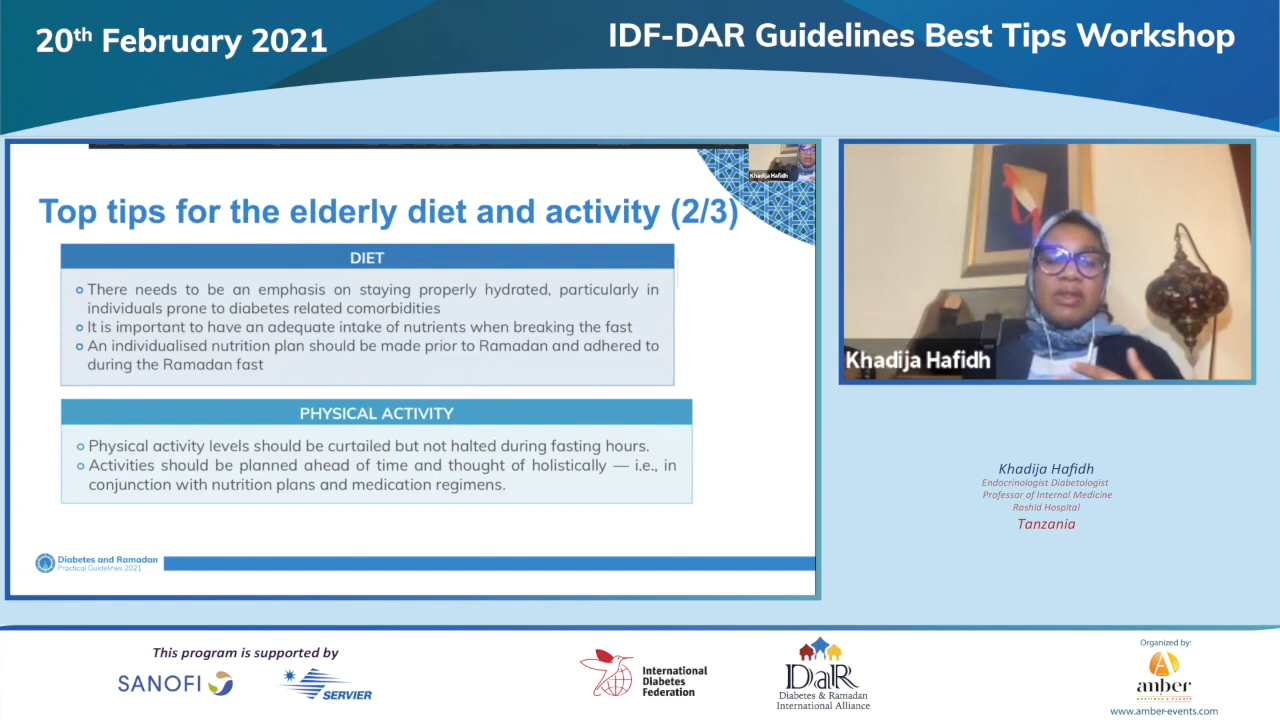 20th February 2021
IDF-DAR Guidelines Best Tips Workshop
Khadija Hafidh
Top tips for the elderly diet and activity (2/3)
DIET
There needs to be an emphasis on staying properly hydrated, particularly in
individuals prone to diabetes related comorbidities
It is important to have an adequate intake of nutrients when breaking the fast
An individualised nutrition plan should be made prior to Ramadan and adhered to
during the Ramadan fast
PHYSICAL ACTIVITY
Physical activity levels should be curtailed but not halted during fasting hours.
Activities should be planned ahead of time and thought of holistically — i.e., in
conjunction with nutrition plans and medication regimens.
Diabetes and Ramadan
Practical Guidelines 2021
Khadija Hafidh
Khadija Hafidh
Endocrinologist Diabetologist
Professor of Internal Medicine
Rashid Hospital
Tanzania
This program is supported by
SANOFI
SERVIER
International
Diabetes
Federation
DaR
Diabetes & Ramadan
International Alliance
Organized by:
anber
www.amber-events.com